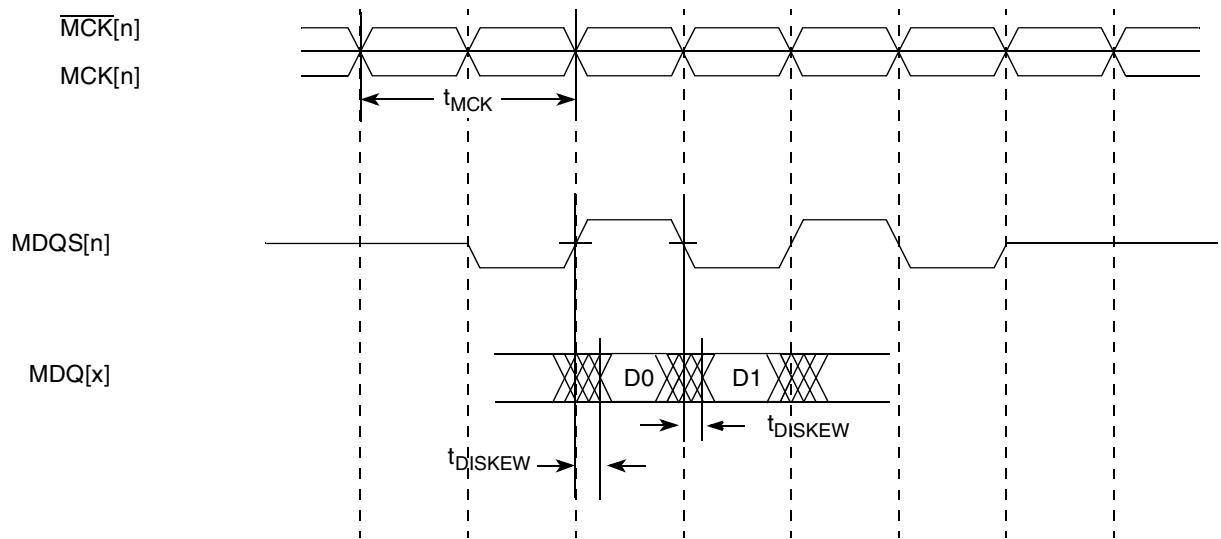 MCK[n]
MCK[n]
tMCK
MDQS[n]
MDQ[x]
D0
D1
tDISKEW
tDISKEW